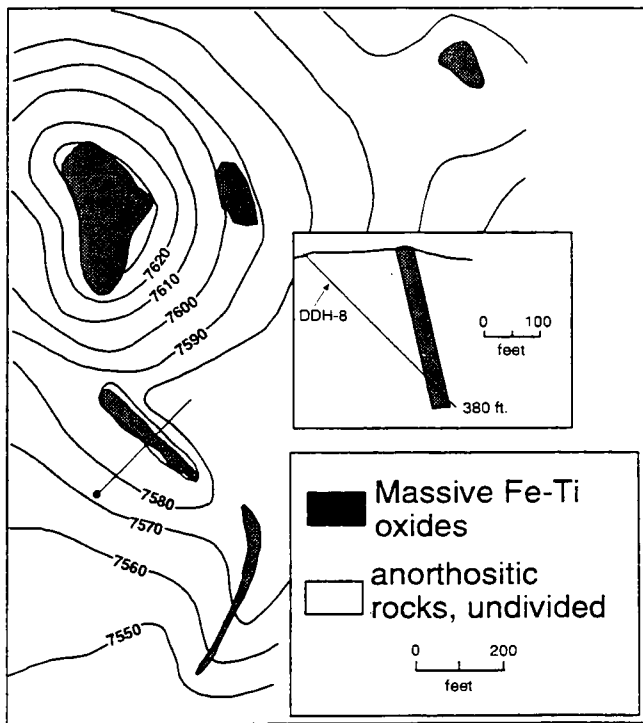 7620
7610
7600
7590
DDH-8
0 100
feet
380 ft.
7580
7570
7560
7550
Massive Fe-Ti
oxides
anorthositic
rocks, undivided
0 200
feet